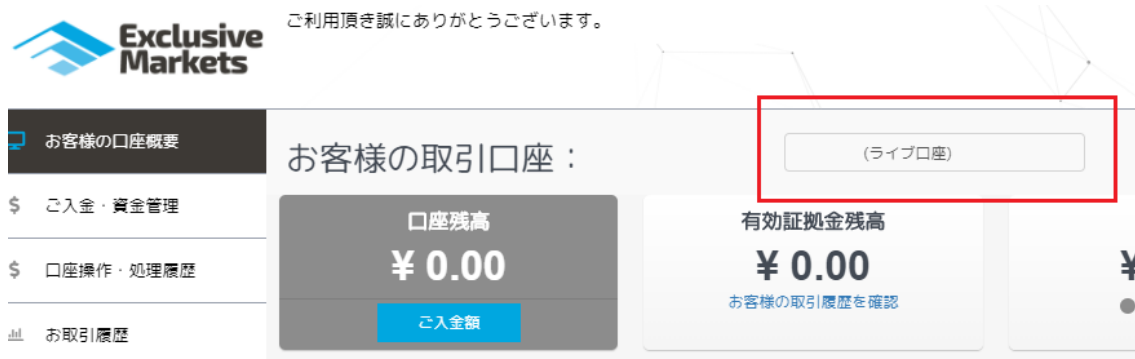 ご利用頂き誠にありがとうございます。
Exclusive
Markets
お客様の口座概要
お客様の取引口座：
(ライブ口座)
$ ご入金・資金管理
$ 口座操作・処理履歴
お取引履歴
口座残高
¥ 0.00
ご入金額
有効証拠金残高
¥ 0.00
お客様の取引履歴を確認
¥